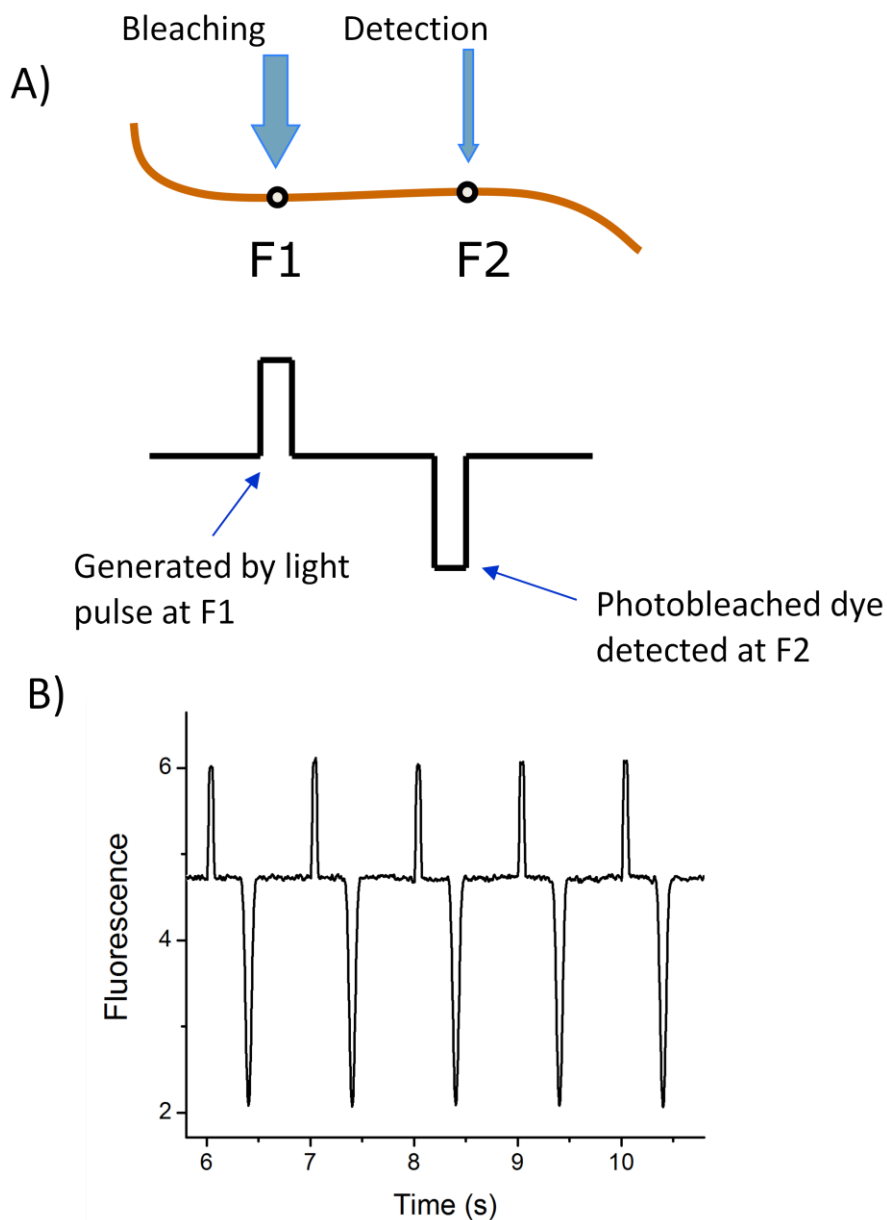 Bleaching
Detection
A)
F1
F2
Generated by light
pulse at F1
Photobleached dye
detected at F2
B)
Fluorescence
6
4
2
6
7
8
9
10
Time (s)